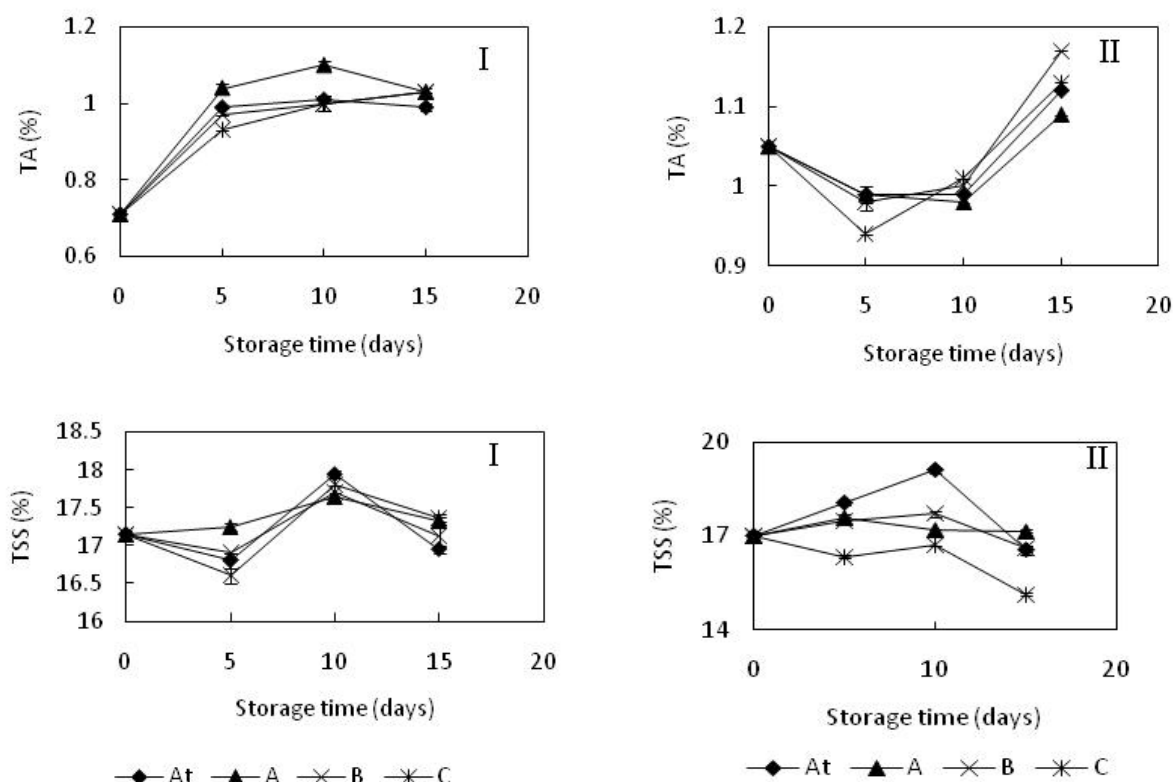 1.2
1
0.8
0.6
TA (%)
I
0 5 10 15 20
Storage time (days)
1.2
1.1
1
0.9
TA (%)
II
0 5 10 15 20
Storage time (days)
18.5
18
17.5
17
16.5
16
TSS (%)
I
0 5 10 15 20
Storage time (days)
At A B C
20
17
14
TSS (%)
II
0 10 20
Storage time (days)
At A B C